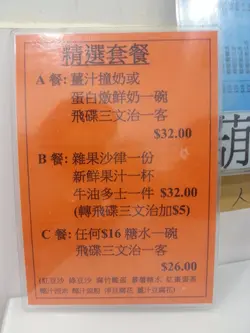 精選套餐
A 餐: 薑汁撞奶或
蛋白燉鮮奶一碗
飛碟三文治一客
$32.00
B 餐: 雜果沙律一份
新鮮果汁一杯
牛油多士一件 $32.00
(轉飛碟三文治加$5)
C 餐: 任何$16 糖水一碗
飛碟三文治一客
$26.00
葫